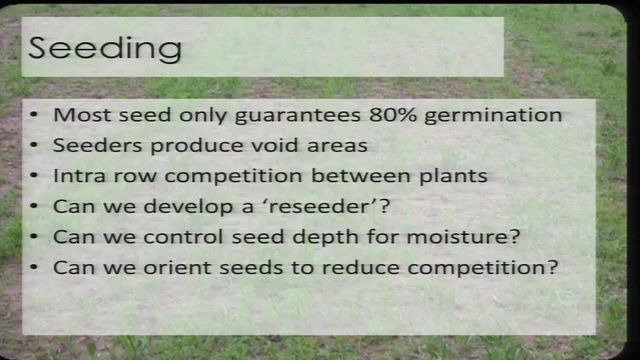 Seeding
• Most seed only guarantees 80% germination
• Seeders produce void areas
• Intra row competition between plants
• Can we develop a ‘reseeder’?
• Can we control seed depth for moisture?
• Can we orient seeds to reduce competition?